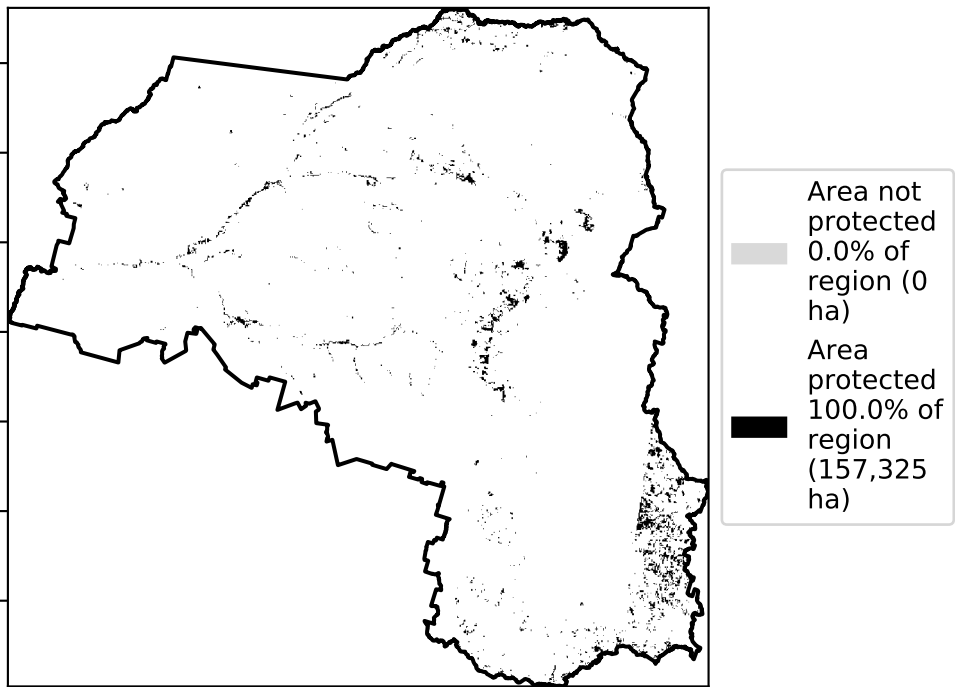 Area not
protected
0.0% of
region (0
ha)
Area
protected
100.0% of
region
(157,325
ha)